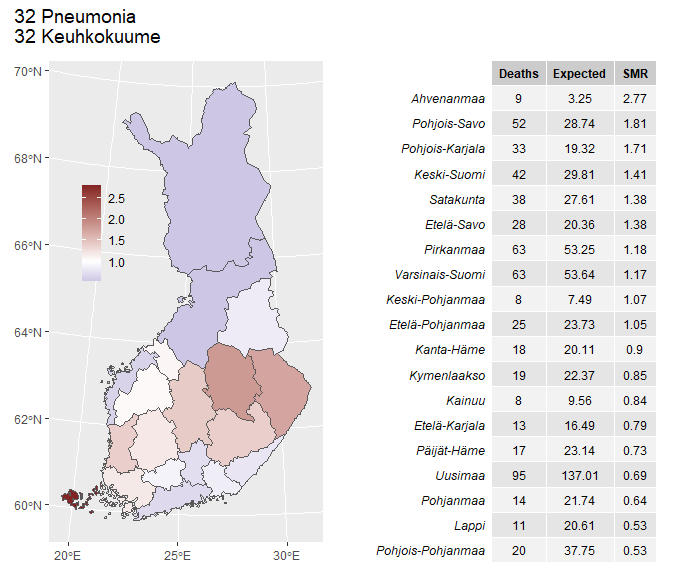 32 Pneumonia
32 Keuhkokuume
70°N
68°N
66°N
64°N
62°N
60°N
20°E 25°E 30°E
2.5
2.0
1.5
1.0
Deaths Expected SMR
Ahvenanmaa 9 3.25 2.77
Pohjois-Savo 52 28.74 1.81
Pohjois-Karjala 33 19.32 1.71
Keski-Suomi 42 29.81 1.41
Satakunta 38 27.61 1.38
Etelä-Savo 28 20.36 1.38
Pirkanmaa 63 53.25 1.18
Varsinais-Suomi 63 53.64 1.17
Keski-Pohjanmaa 8 7.49 1.07
Etelä-Pohjanmaa 25 23.73 1.05
Kanta-Häme 18 20.11 0.9
Kymenlaakso 19 22.37 0.85
Kainuu 8 9.56 0.84
Etelä-Karjala 13 16.49 0.79
Päijät-Häme 17 23.14 0.73
Uusimaa 95 137.01 0.69
Pohjanmaa 14 21.74 0.64
Lappi 11 20.61 0.53
Pohjois-Pohjanmaa 20 37.75 0.53